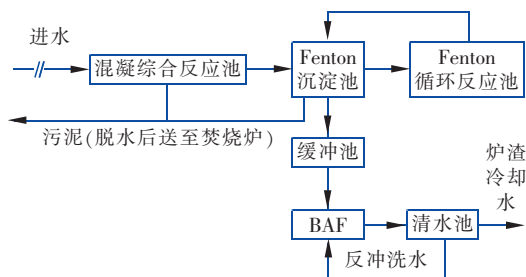 进水
混凝综合反应池
Fenton
沉淀池
Fenton
循环反应池
污泥(脱水后送至焚烧炉)
缓冲池
炉渣
冷却
水
BAF
清水池
反冲洗水